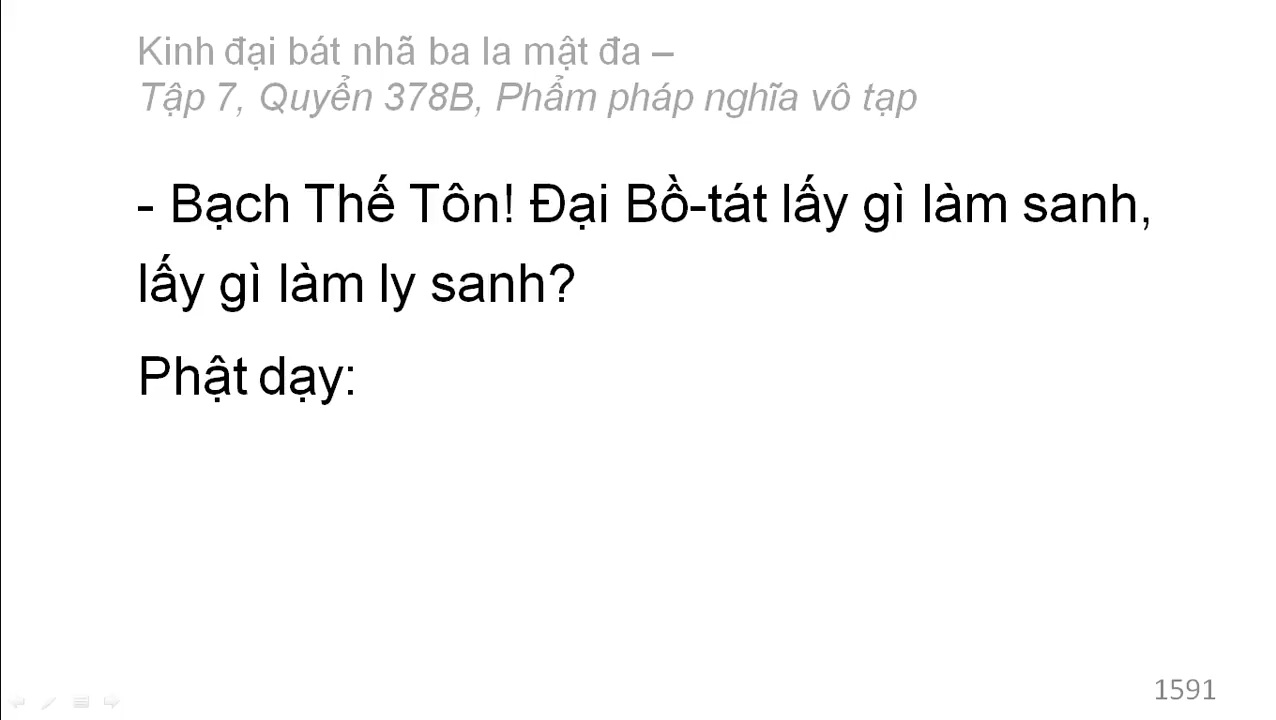 Kinh đại bát nhã ba la mật đa –
Tập 7, Quyển 378B, Phẩm pháp nghĩa vô tạp
- Bạch Thế Tôn! Đại Bồ-tát lấy gì làm sanh,
lấy gì làm ly sanh?
Phật dạy:
1591